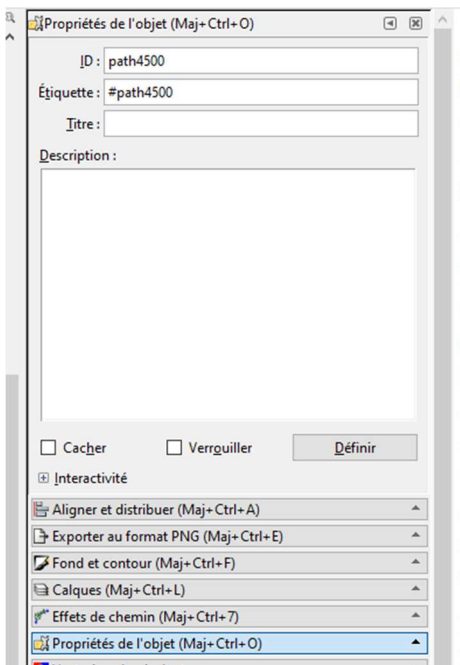 Propriétés de l'objet (Maj+Ctrl+O)
ID : path4500
Étiquette : #path4500
Titre :
Description :
Cacher Verrouiller Définir
Interactivité
Aligner et distribuer (Maj+Ctrl+A)
Exporter au format PNG (Maj+Ctrl+E)
Fond et contour (Maj+Ctrl+F)
Calques (Maj+Ctrl+L)
Effets de chemin (Maj+Ctrl+7)
Propriétés de l'objet (Maj+Ctrl+O)